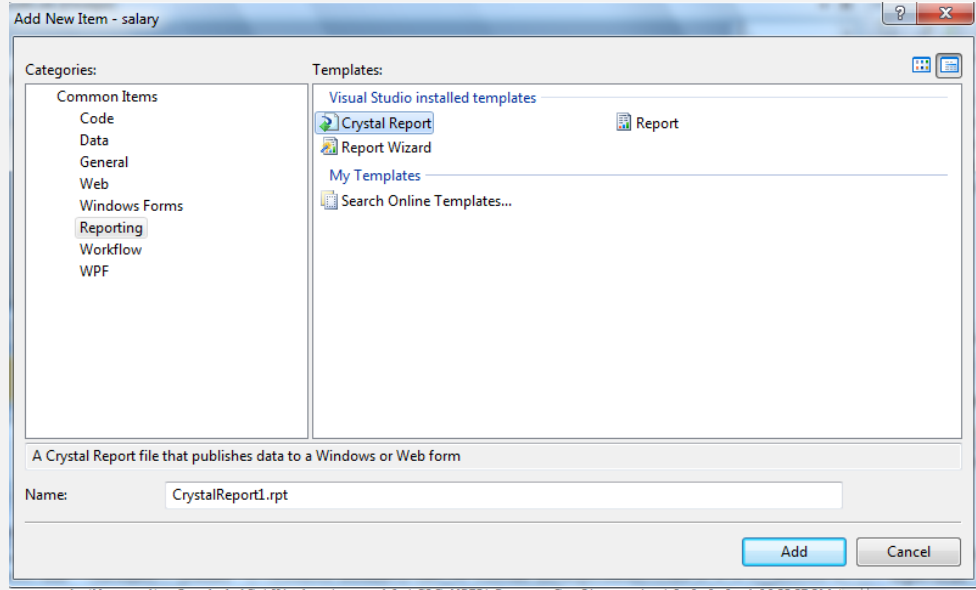 Add New Item - salary
Categories:
Templates:
Common Items
Code
Data
General
Web
Windows Forms
Reporting
Workflow
WPF
Visual Studio installed templates
Crystal Report
Report
Report Wizard
My Templates
Search Online Templates...
A Crystal Report file that publishes data to a Windows or Web form
Name:
CrystalReport1.rpt
Add
Cancel